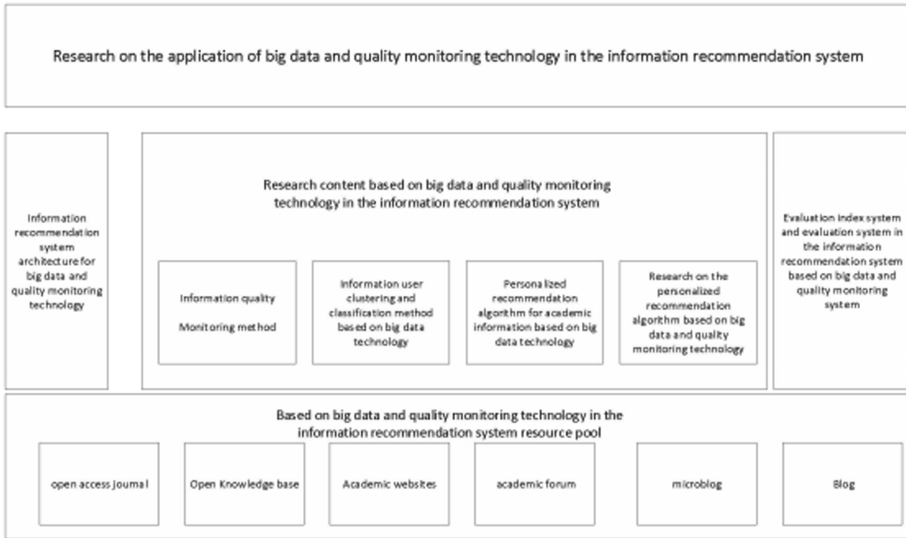 Research on the application of big data and quality monitoring technology in the information recommendation system
Information
recommendation
system
architecture for
big data and
quality monitoring
technology
Research content based on big data and quality monitoring
technology in the information recommendation system
Information quality
Monitoring method
Information user
clustering and
classification method
based on big data
technology
Personalized
recommendation
algorithm for academic
information based on big
data technology
Research on the
personalized
recommendation
algorithm based on big
data and quality
monitoring technology
Evaluation index system
and evaluation system in
the information
recommendation system
based on big data and
quality monitoring
system
Based on big data and quality monitoring technology in the
information recommendation system resource pool
open access Journal
Open Knowledge base
Academic websites
academic forum
microblog
Blog